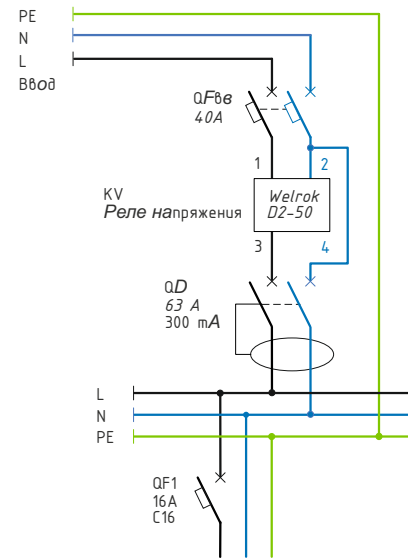 PE
N
L
Ввод
QFвв
40A
1
2
KV
Реле напряжения
Welrok
D2-50
3
4
QD
63 A
300 mA
L
N
PE
QF1
16A
C16